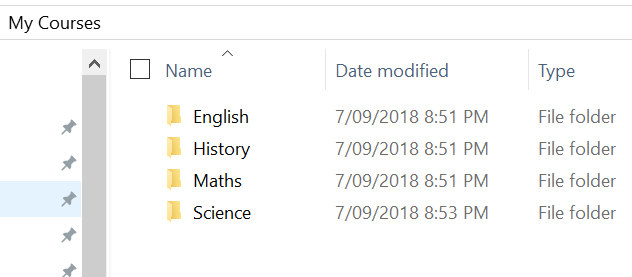 My Courses
Name Date modified Type
English 7/09/2018 8:51 PM File folder
History 7/09/2018 8:51 PM File folder
Maths 7/09/2018 8:51 PM File folder
Science 7/09/2018 8:53 PM File folder